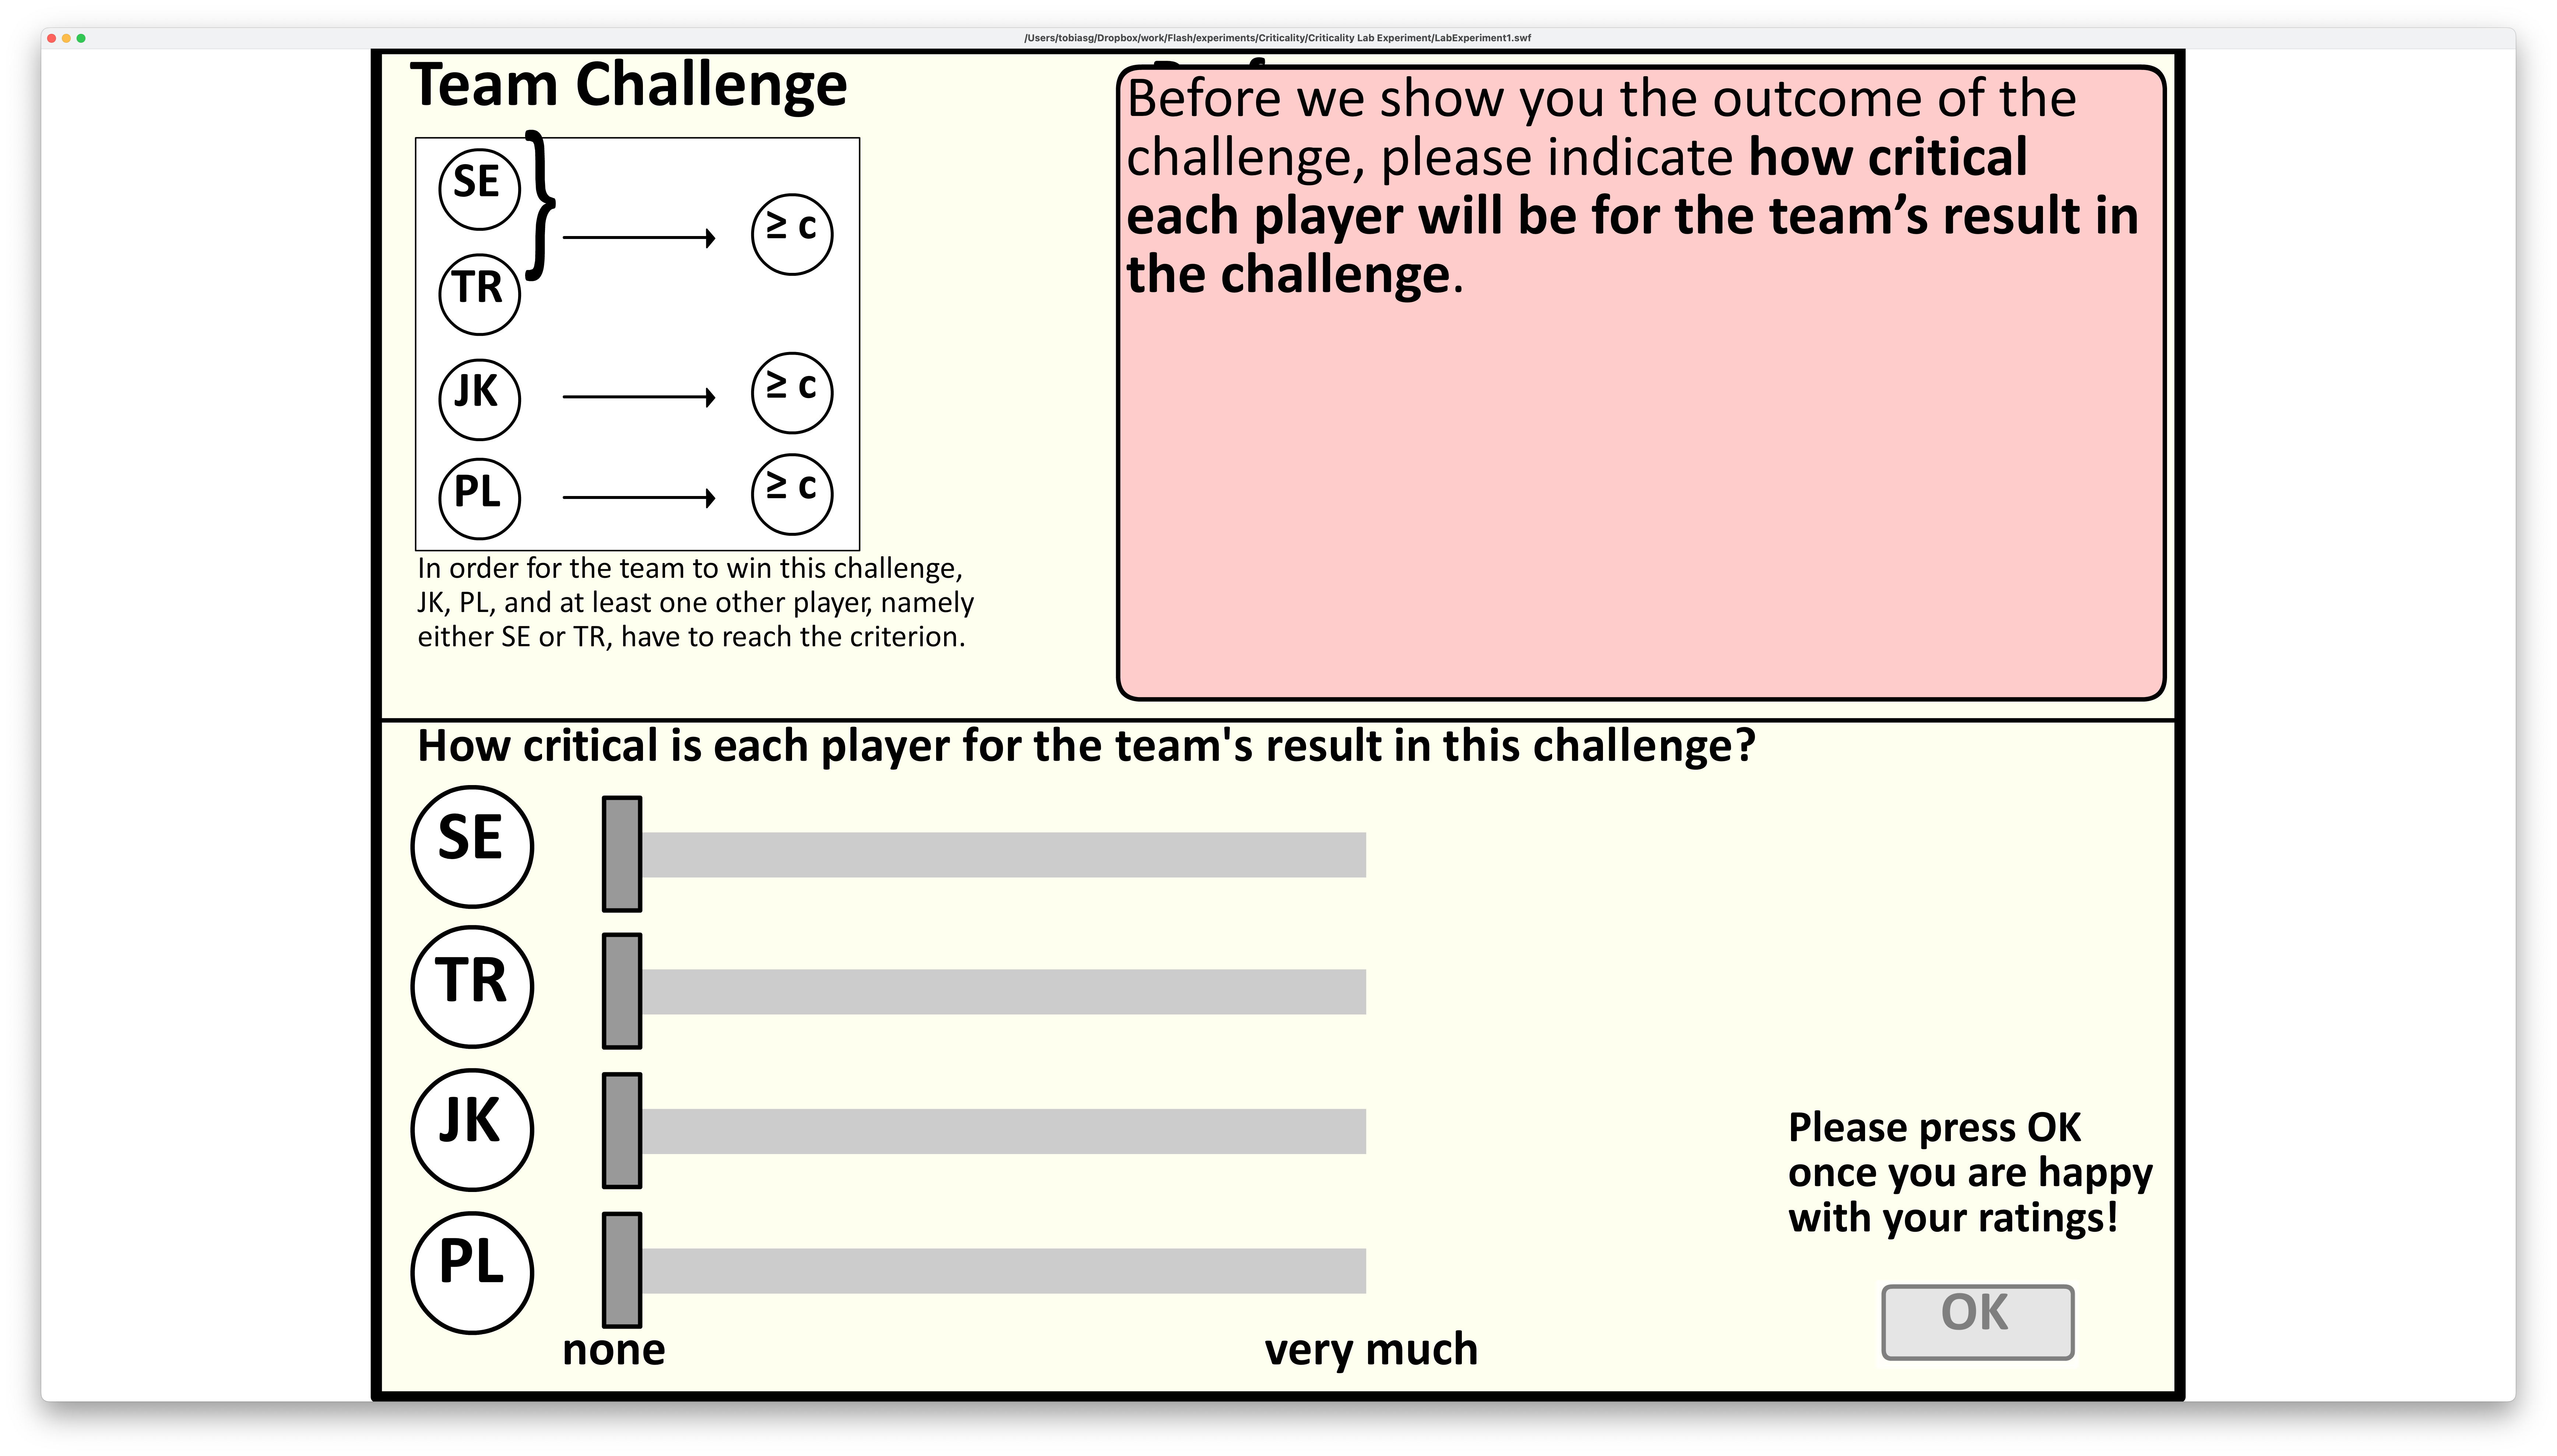 /Users/tobiasg/Dropbox/work/Flash/experiments/Criticality/Criticality Lab Experiment/LabExperiment1.swf
Team Challenge
SE
TR
JK
PL
≥ c
≥ c
≥ c
In order for the team to win this challenge,
JK, PL, and at least one other player, namely
either SE or TR, have to reach the criterion.
Before we show you the outcome of the
challenge, please indicate how critical
each player will be for the team’s result in
the challenge.
How critical is each player for the team's result in this challenge?
SE
TR
JK
PL
none
very much
Please press OK
once you are happy
with your ratings!
OK